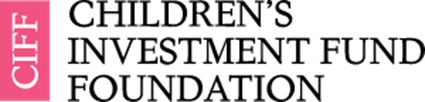 CIFF
CHILDREN'S
INVESTMENT FUND
FOUNDATION